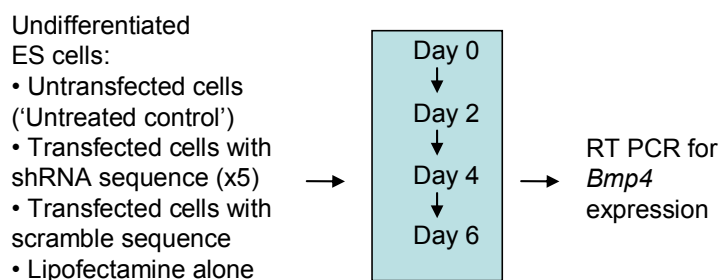 Undifferentiated
ES cells:
• Untransfected cells
(‘Untreated control’)
• Transfected cells with
shRNA sequence (x5)
• Transfected cells with
scramble sequence
• Lipofectamine alone
Day 0
Day 2
Day 4
Day 6
RT PCR for
Bmp4
expression